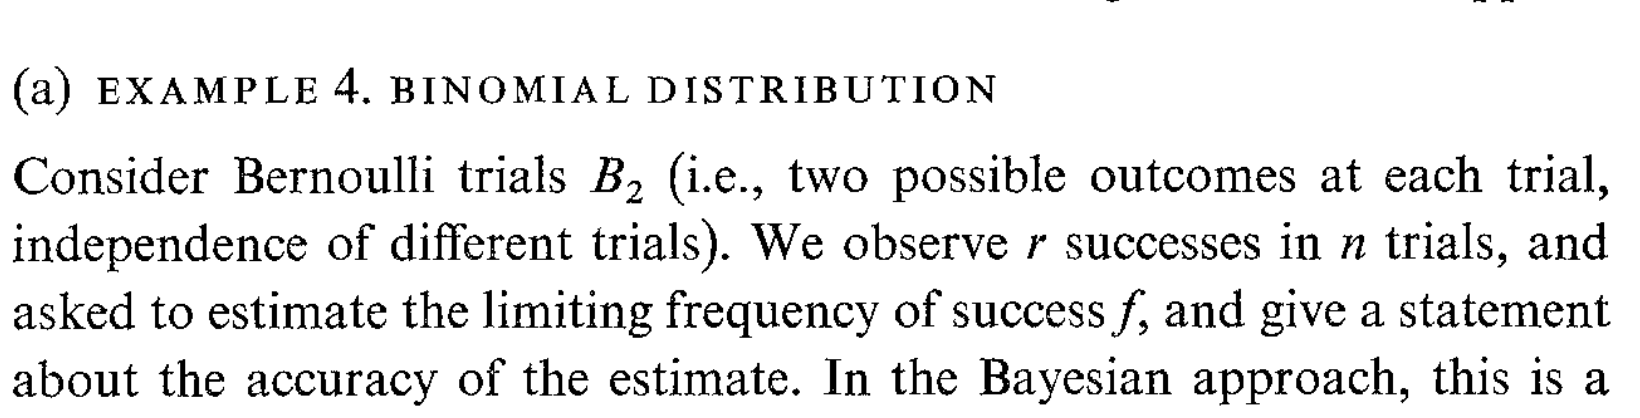 (a) EXAMPLE 4. BINOMIAL DISTRIBUTION
Consider Bernoulli trials B₂ (i.e., two possible outcomes at each trial,
independence of different trials). We observe r successes in n trials, and
asked to estimate the limiting frequency of success f, and give a statement
about the accuracy of the estimate. In the Bayesian approach, this is a